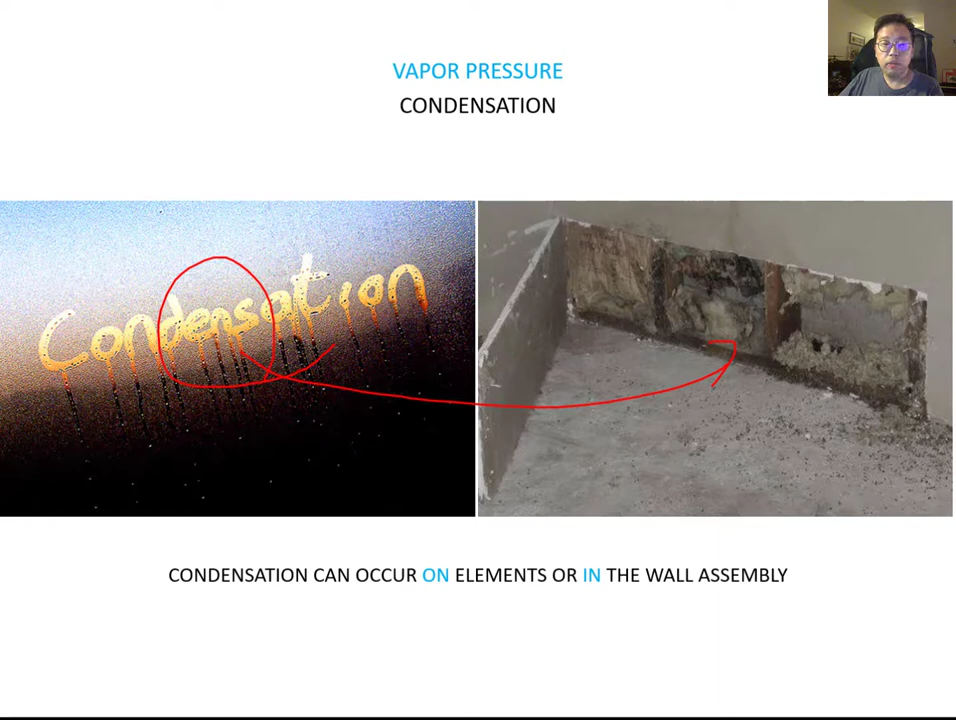 VAPOR PRESSURE
CONDENSATION
Condensation
CONDENSATION CAN OCCUR ON ELEMENTS OR IN THE WALL ASSEMBLY